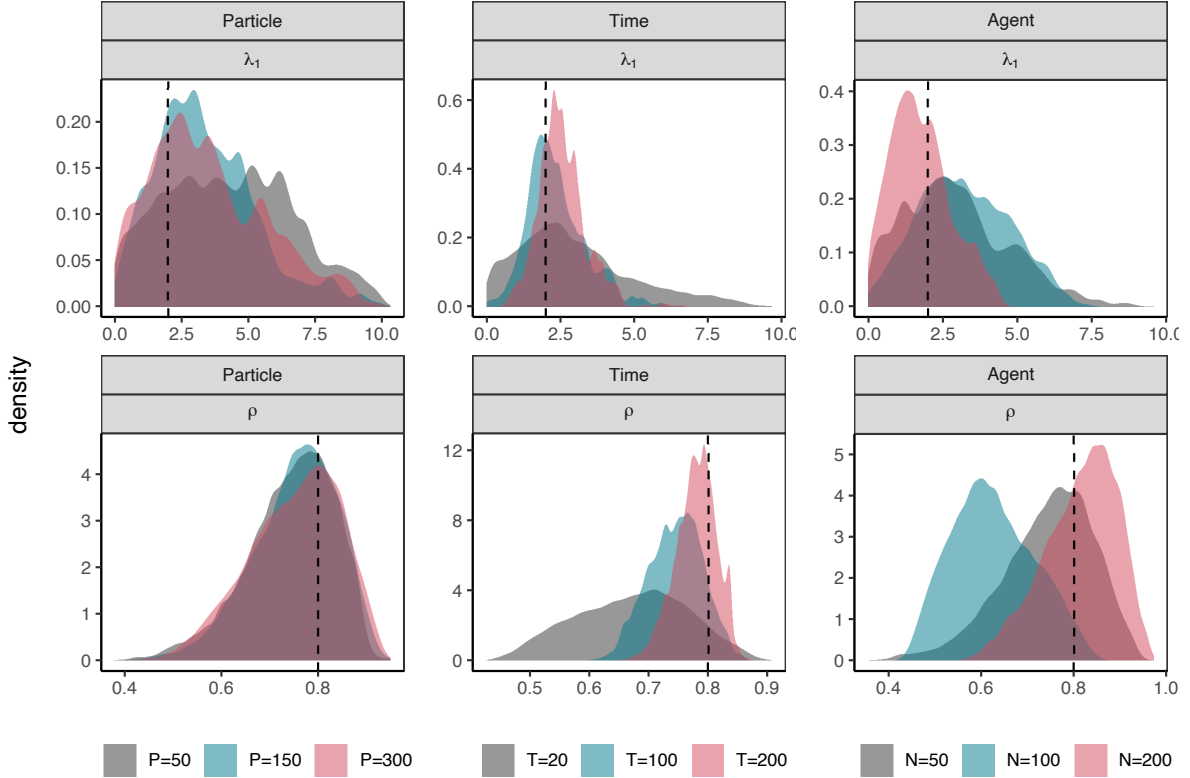 Particle
λ₁
0.20
0.15
0.10
0.05
0.00
0.0 2.5 5.0 7.5 10.0
Time
λ₁
0.6
0.4
0.2
0.0
0.0 2.5 5.0 7.5 10.0
Agent
λ₁
0.4
0.3
0.2
0.1
0.0
0.0 2.5 5.0 7.5 10.0
density
Particle
ρ
4
3
2
1
0
0.4 0.6 0.8
Time
ρ
12
8
4
0
0.5 0.6 0.7 0.8 0.9
Agent
ρ
5
4
3
2
1
0
0.4 0.6 0.8 1.0
P=50 P=150 P=300
T=20 T=100 T=200
N=50 N=100 N=200